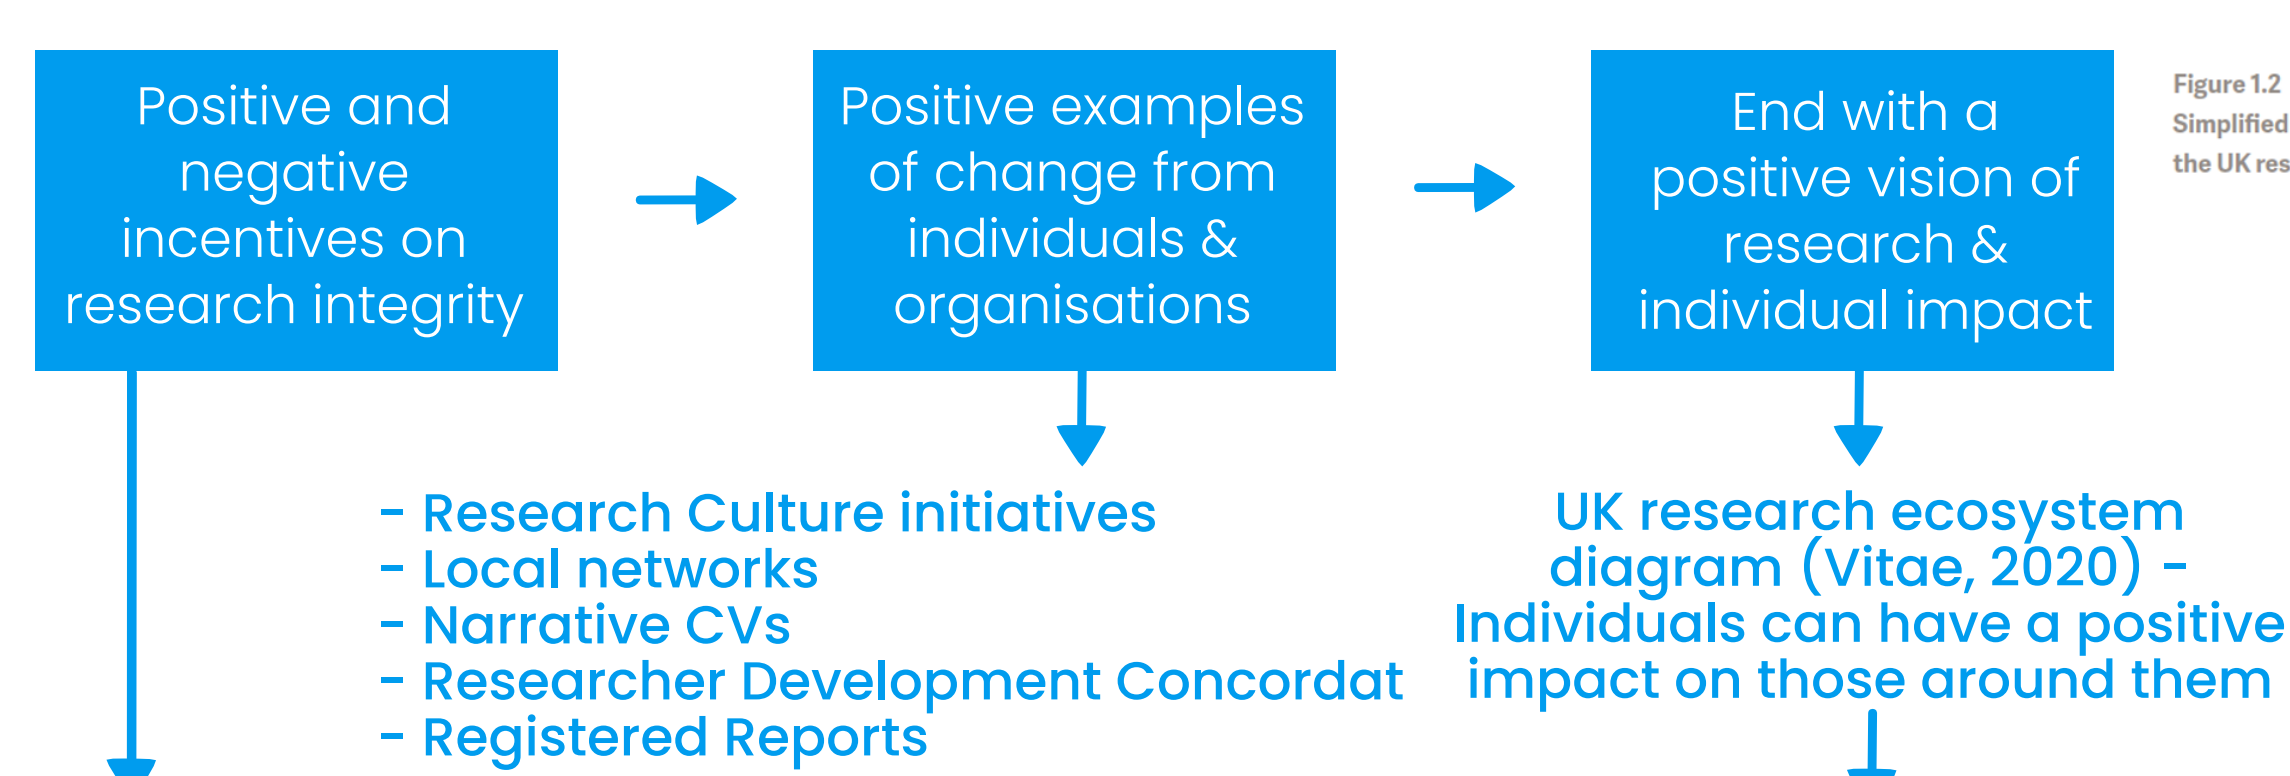 Positive and
negative
incentives on
research integrity
Positive examples
of change from
individuals &
organisations
End with a
positive vision of
research &
individual impact
Figure 1.2
Simplified
the UK res
- Research Culture initiatives
- Local networks
- Narrative CVs
- Researcher Development Concordat
- Registered Reports
UK research ecosystem
diagram (Vitae, 2020) -
Individuals can have a positive
impact on those around them